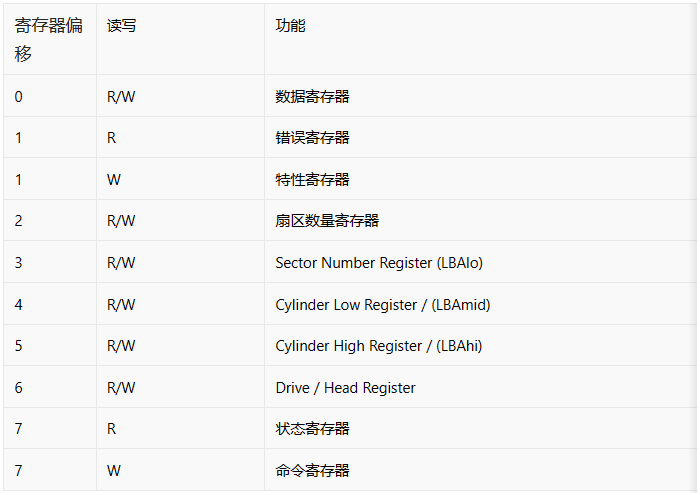 寄存器偏移 读写 功能
0 R/W 数据寄存器
1 R 错误寄存器
1 W 特性寄存器
2 R/W 扇区数量寄存器
3 R/W Sector Number Register (LBAlo)
4 R/W Cylinder Low Register / (LBAmid)
5 R/W Cylinder High Register / (LBAhi)
6 R/W Drive / Head Register
7 R 状态寄存器
7 W 命令寄存器